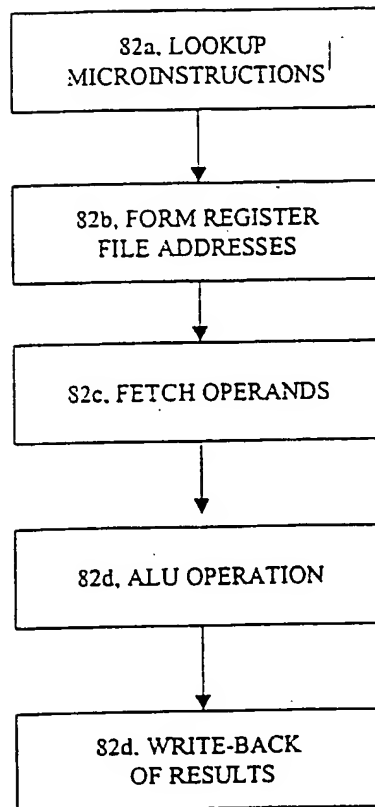 82a. LOOKUP
MICROINSTRUCTIONS
82b, FORM REGISTER
FILE ADDRESSES
82c. FETCH OPERANDS
82d, ALU OPERATION
82d. WRITE-BACK
OF RESULTS